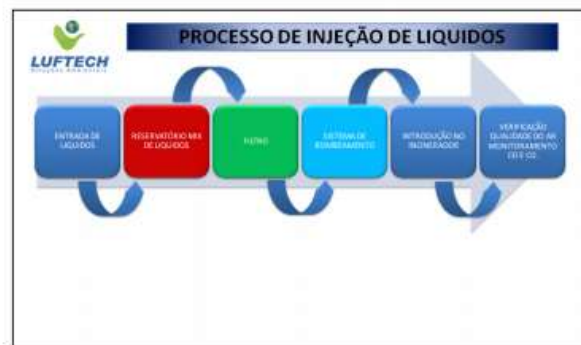 LUFTECH
PROCESSO DE INJEÇÃO DE LIQUIDOS
ENTRADA DE
LIQUIDOS
RESERVATÓRIO MIX
DE LIQUIDOS
FILTRO
SISTEMA DE
BOMBEAMENTO
INTRODUÇÃO NO
INCINERADOR
VERIFICAÇÃO
QUALIDADE DO AR
MONITORAMENTO